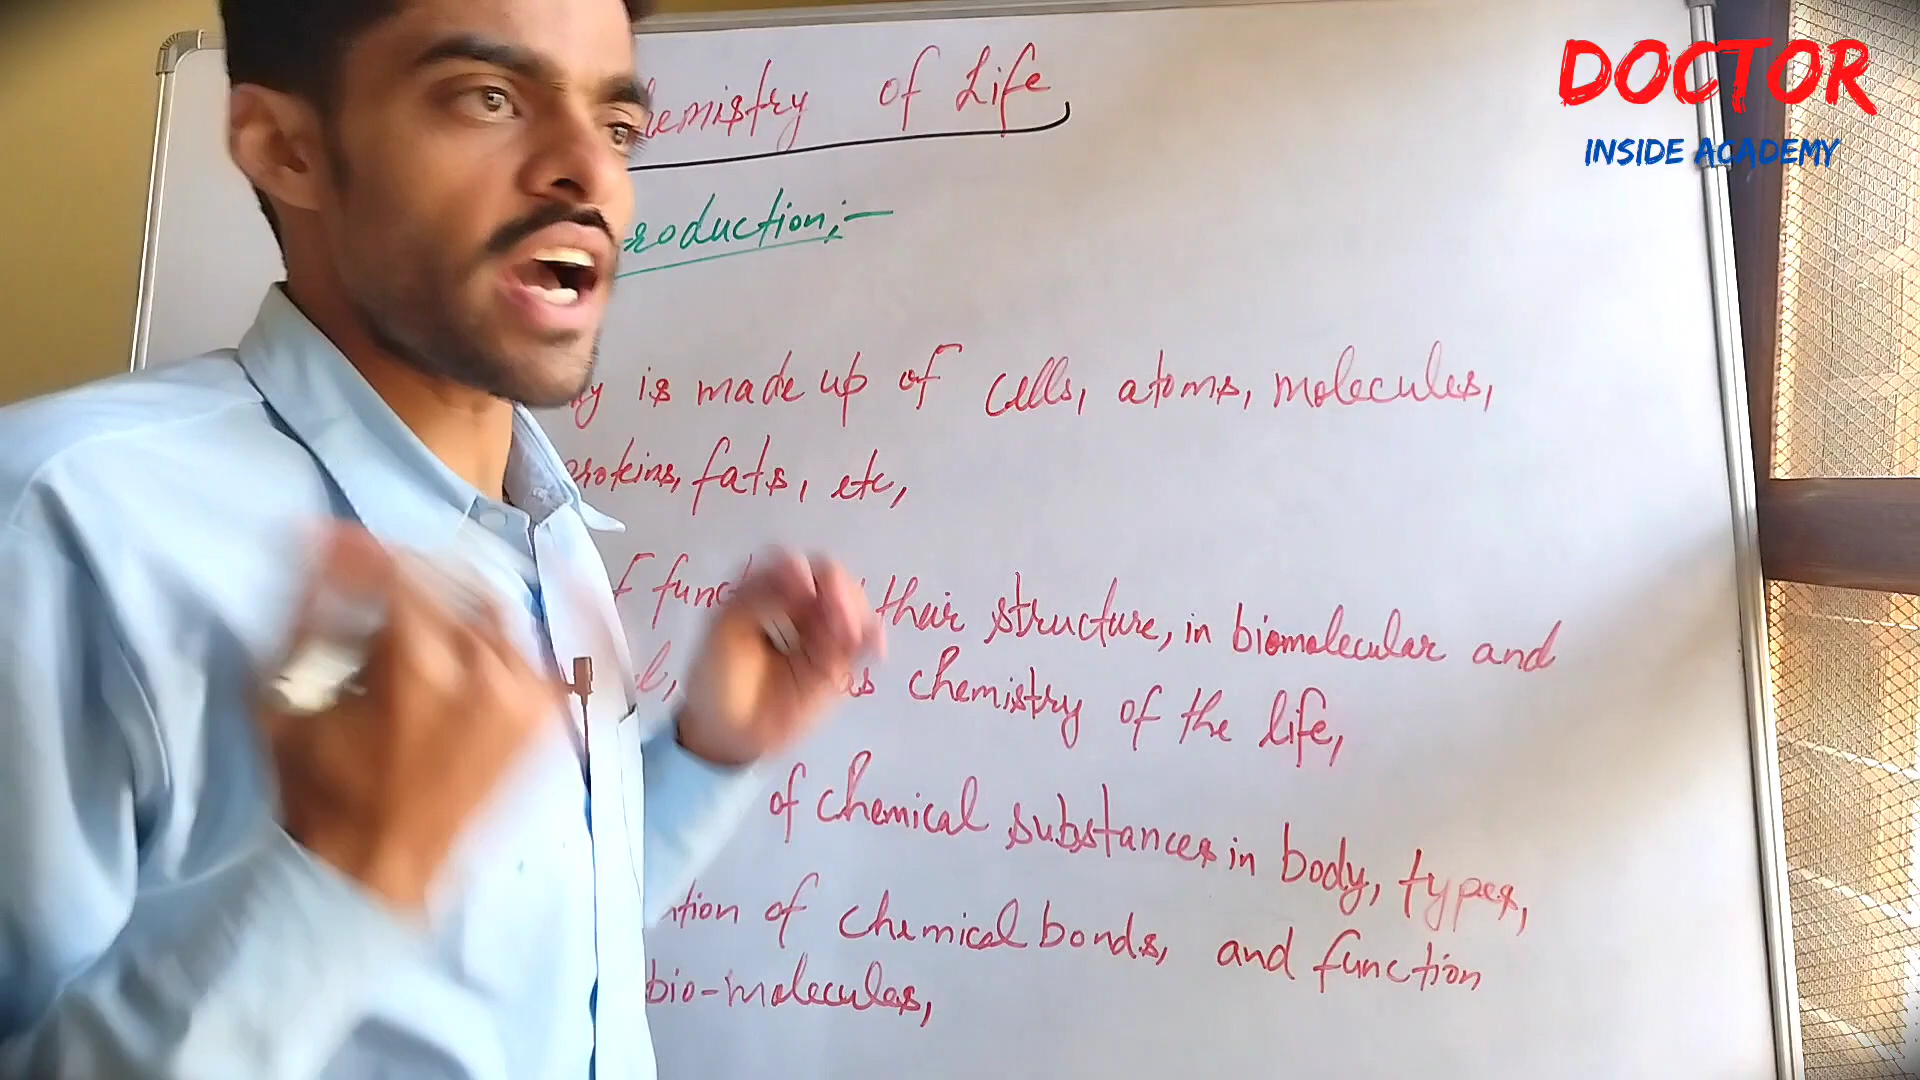 DOCTOR
INSIDE ACADEMY
hemistry of Life
roduction:-
is made up of cells, atoms, molecules,
proteins, fats, etc,
their structure, in biomolecular and
as chemistry of the life,
of chemical substances in body, types,
of chemical bonds, and function
bio-molecules,